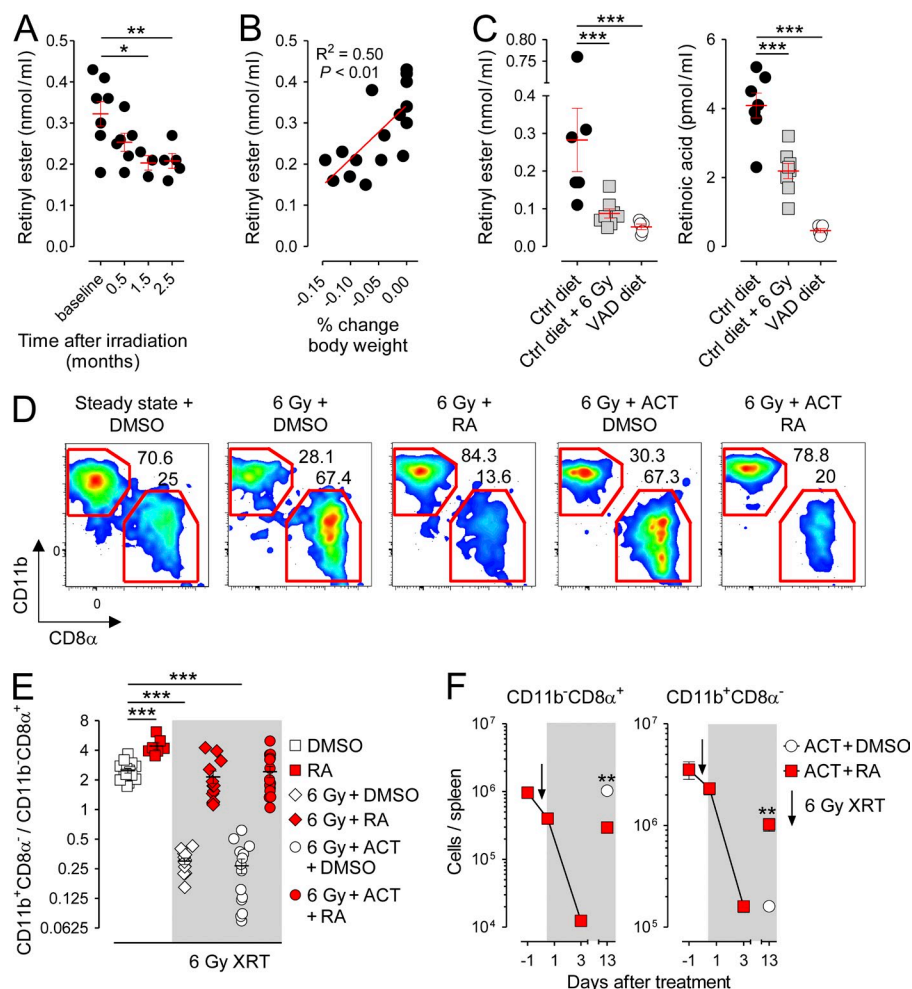 A
Retinyl ester (nmol/ml)
0.5
0.4
0.3
0.2
0.1
0.0
**
*
baseline
0.5
1.5
2.5
Time after irradiation
(months)
B
Retinyl ester (nmol/ml)
0.5
0.4
0.3
0.2
0.1
0.0
R² = 0.50
P < 0.01
-0.15
-0.10
-0.05
0.00
% change
body weight
C
Retinyl ester (nmol/ml)
0.80
0.75
0.4
0.3
0.2
0.1
0.0
***
***
Ctrl diet
Ctrl diet + 6 Gy
VAD diet
Retinoic acid (pmol/ml)
6
4
2
0
***
***
Ctrl diet
Ctrl diet + 6 Gy
VAD diet
D
Steady state +
DMSO
6 Gy +
DMSO
6 Gy +
RA
6 Gy + ACT
DMSO
6 Gy + ACT
RA
70.6
25
28.1
67.4
84.3
13.6
30.3
67.3
78.8
20
0
0
CD11b
CD8α
E
CD11b⁺CD8α⁻ / CD11b⁻CD8α⁺
8
4
2
1
0.5
0.25
0.125
0.0625
***
***
***
6 Gy XRT
DMSO
RA
6 Gy + DMSO
6 Gy + RA
6 Gy + ACT
+ DMSO
6 Gy + ACT
+ RA
F
CD11b⁻CD8α⁺
Cells / spleen
10⁷
10⁶
10⁵
10⁴
**
-1
1
3
13
CD11b⁺CD8α⁻
10⁷
10⁶
10⁵
**
-1
1
3
13
Days after treatment
ACT + DMSO
ACT + RA
6 Gy XRT